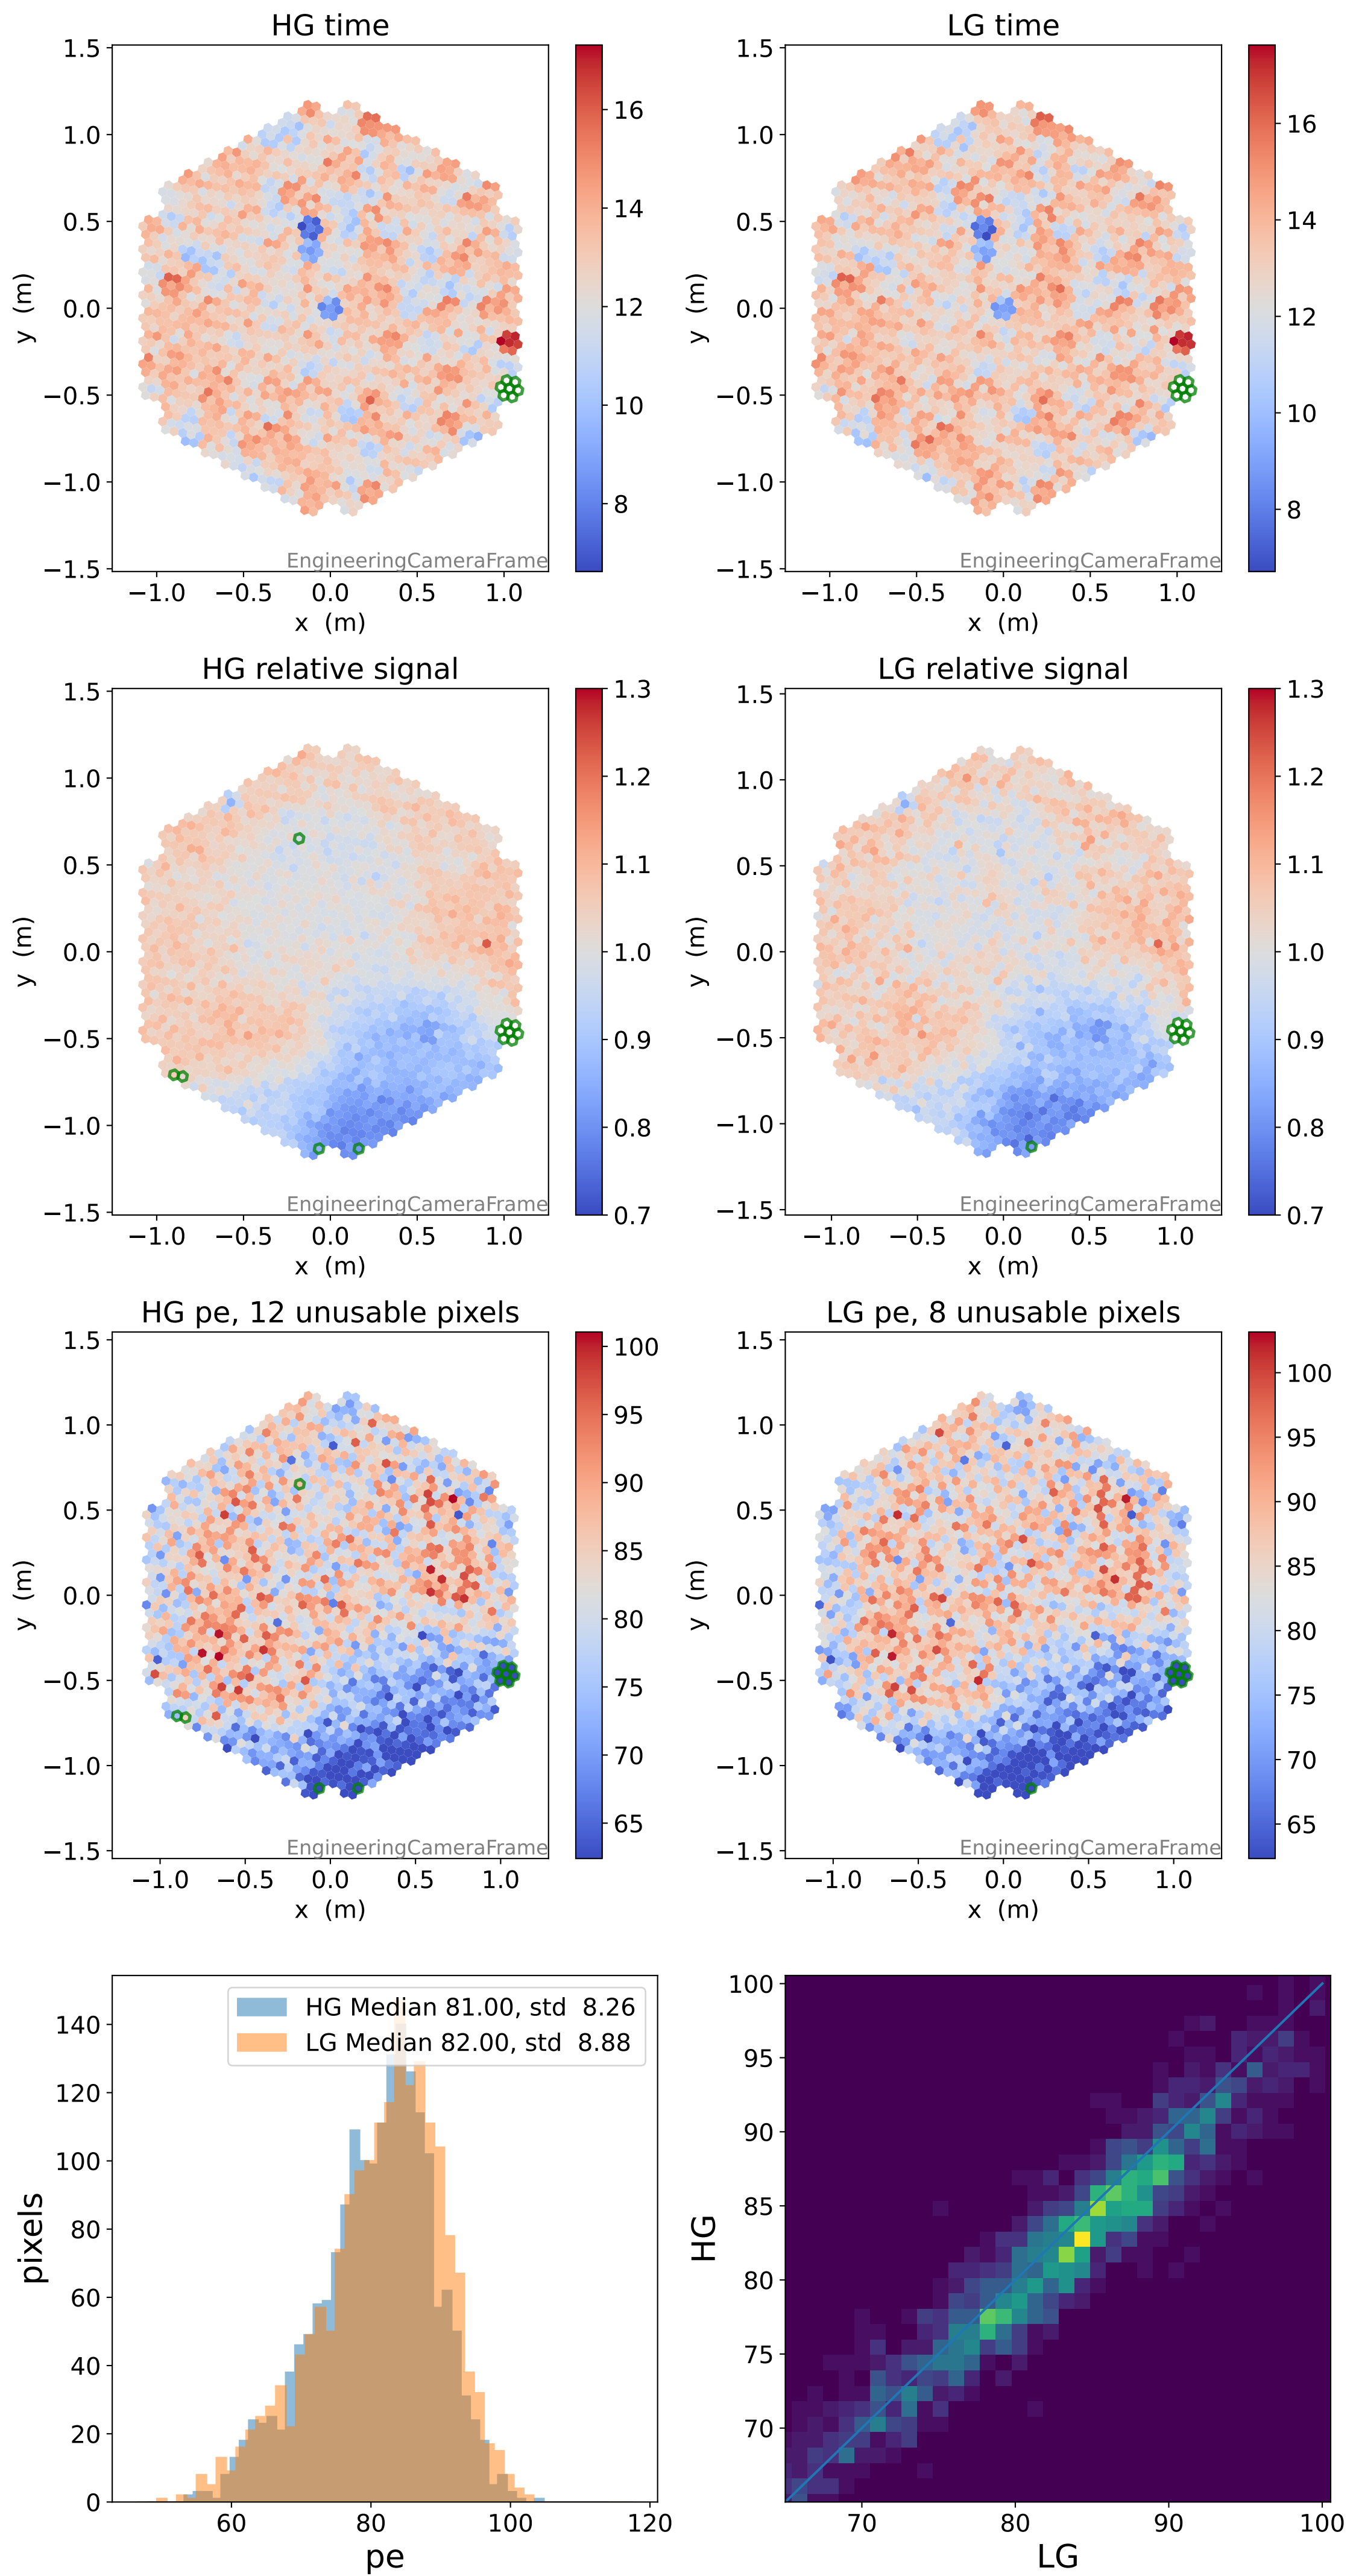 HG time
LG time
1.5
1.0
0.5
0.0
−0.5
−1.0
−1.5
y (m)
−1.0 −0.5 0.0 0.5 1.0
x (m)
EngineeringCameraFrame
16
14
12
10
8
1.5
1.0
0.5
0.0
−0.5
−1.0
−1.5
y (m)
−1.0 −0.5 0.0 0.5 1.0
x (m)
EngineeringCameraFrame
16
14
12
10
8
HG relative signal
LG relative signal
1.5
1.0
0.5
0.0
−0.5
−1.0
−1.5
y (m)
−1.0 −0.5 0.0 0.5 1.0
x (m)
EngineeringCameraFrame
1.3
1.2
1.1
1.0
0.9
0.8
0.7
1.5
1.0
0.5
0.0
−0.5
−1.0
−1.5
y (m)
−1.0 −0.5 0.0 0.5 1.0
x (m)
EngineeringCameraFrame
1.3
1.2
1.1
1.0
0.9
0.8
0.7
HG pe, 12 unusable pixels
LG pe, 8 unusable pixels
1.5
1.0
0.5
0.0
−0.5
−1.0
−1.5
y (m)
−1.0 −0.5 0.0 0.5 1.0
x (m)
EngineeringCameraFrame
100
95
90
85
80
75
70
65
1.5
1.0
0.5
0.0
−0.5
−1.0
−1.5
y (m)
−1.0 −0.5 0.0 0.5 1.0
x (m)
EngineeringCameraFrame
100
95
90
85
80
75
70
65
HG Median 81.00, std 8.26
LG Median 82.00, std 8.88
140
120
100
80
60
40
20
0
pixels
60 80 100 120
pe
100
95
90
85
80
75
70
HG
70 80 90 100
LG